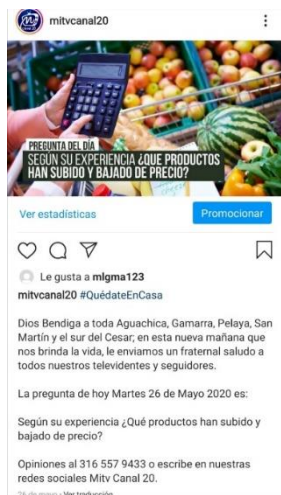 mitvcanal20
PREGUNTA DEL DÍA
SEGÚN SU EXPERIENCIA ¿QUE PRODUCTOS
HAN SUBIDO Y BAJADO DE PRECIO?
Ver estadísticas
Promocionar
Le gusta a mlgma123
mitvcanal20 #QuédateEnCasa
Dios Bendiga a toda Aguachica, Gamarra, Pelaya, San
Martín y el sur del Cesar; en esta nueva mañana que
nos brinda la vida, le enviamos un fraternal saludo a
todos nuestros televidentes y seguidores.
La pregunta de hoy Martes 26 de Mayo 2020 es:
Según su experiencia ¿Qué productos han subido y
bajado de precio?
Opiniones al 316 557 9433 o escribe en nuestras
redes sociales Mitv Canal 20.
26 de mayo • Ver traducción